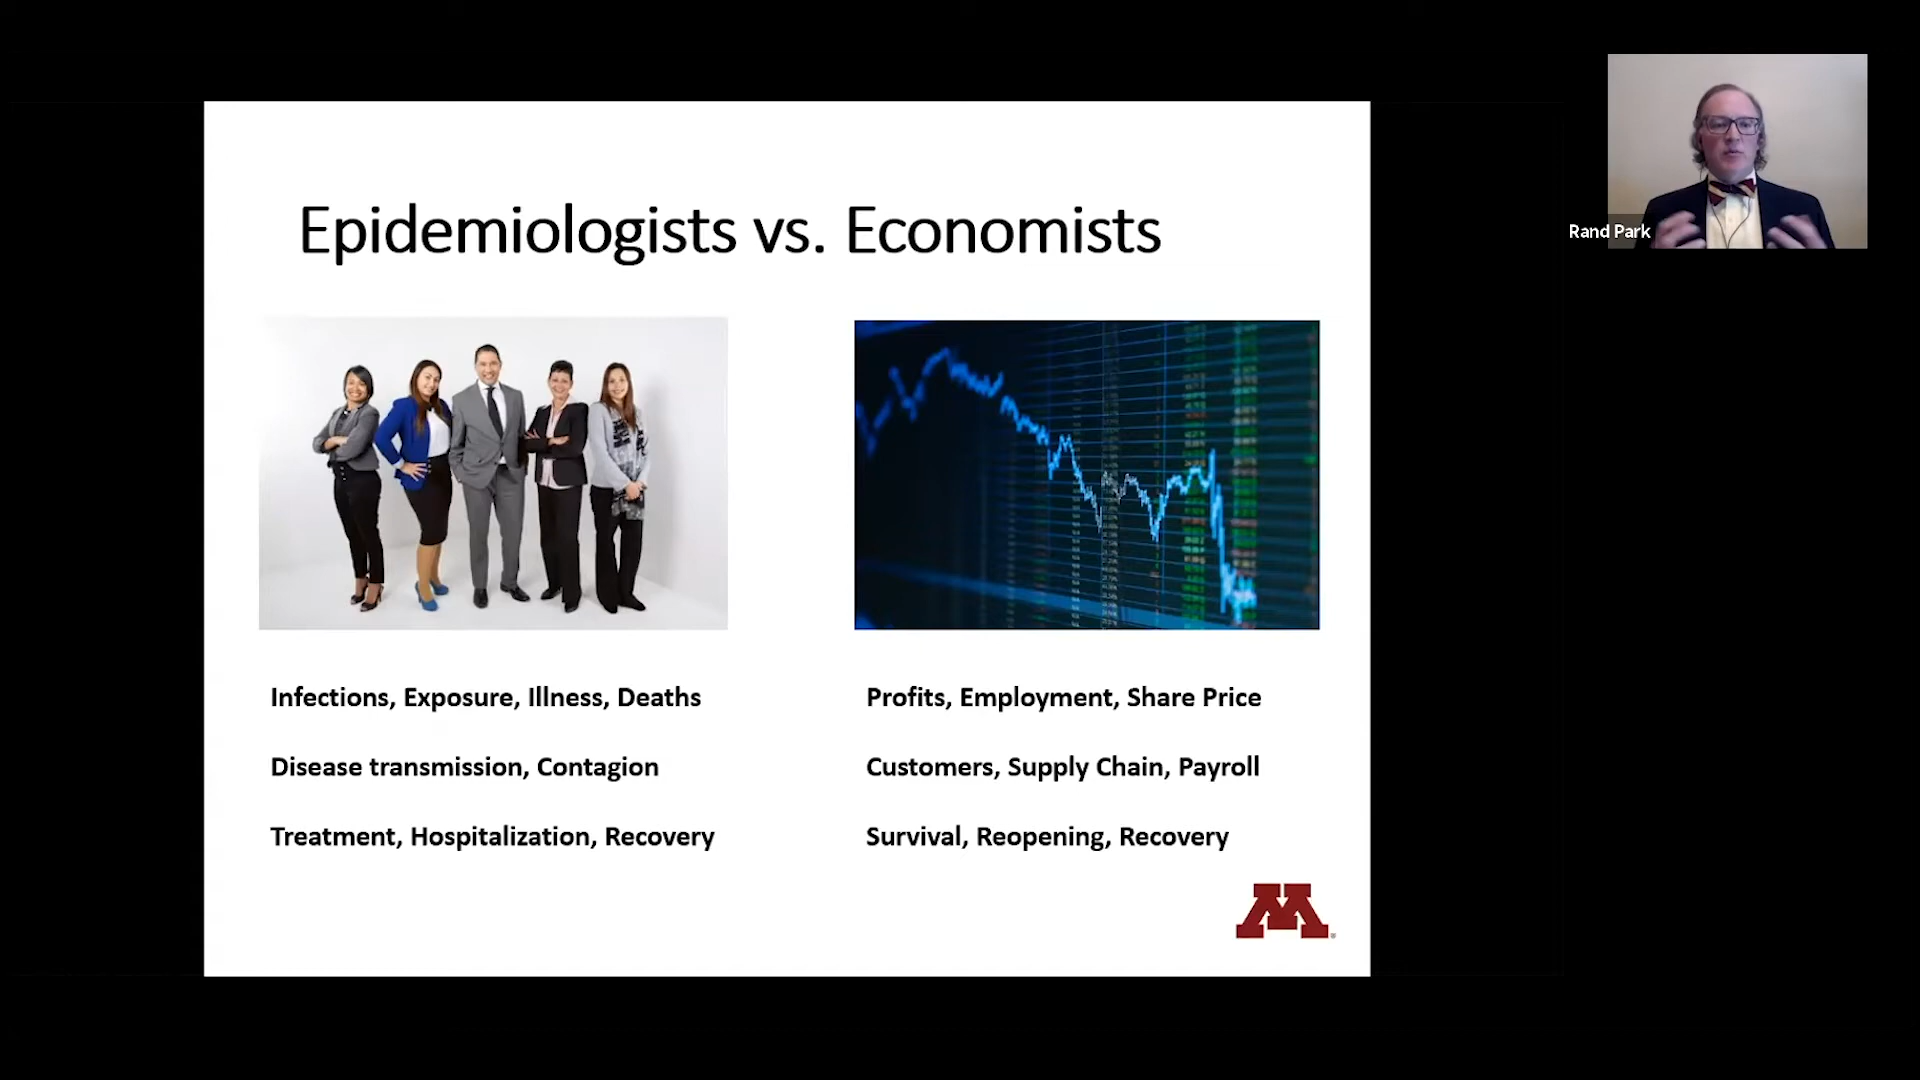 Epidemiologists vs. Economists
Rand Park
Infections, Exposure, Illness, Deaths
Disease transmission, Contagion
Treatment, Hospitalization, Recovery
Profits, Employment, Share Price
Customers, Supply Chain, Payroll
Survival, Reopening, Recovery
M